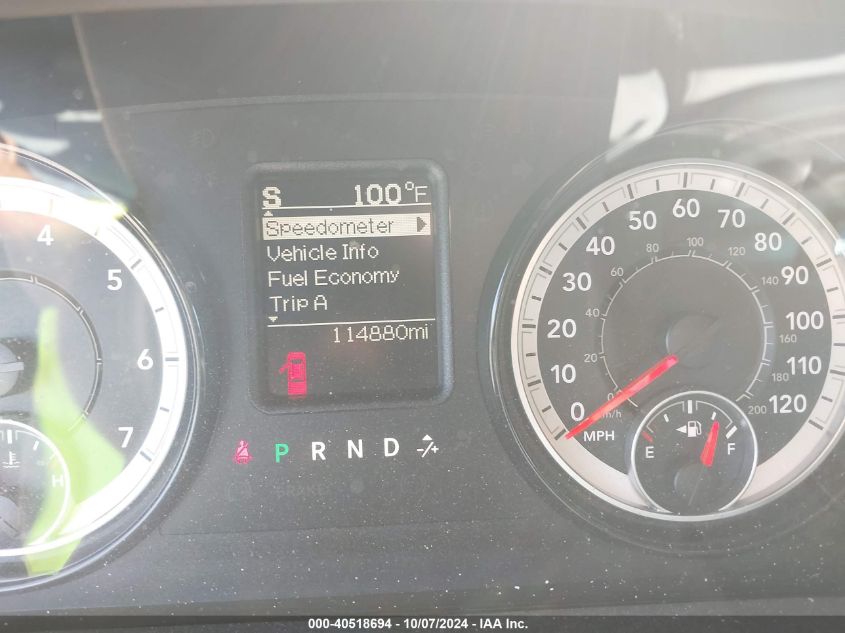 S 100°F
Speedometer
Vehicle Info
Fuel Economy
Trip A
114880mi
P R N D -/+
4
5
6
7
H
0 10 20 30 40 50 60 70 80 90 100 110 120
MPH
0 20 40 60 80 100 120 140 160 180 200
km/h
E F
000-40518694 - 10/07/2024 - IAA Inc.